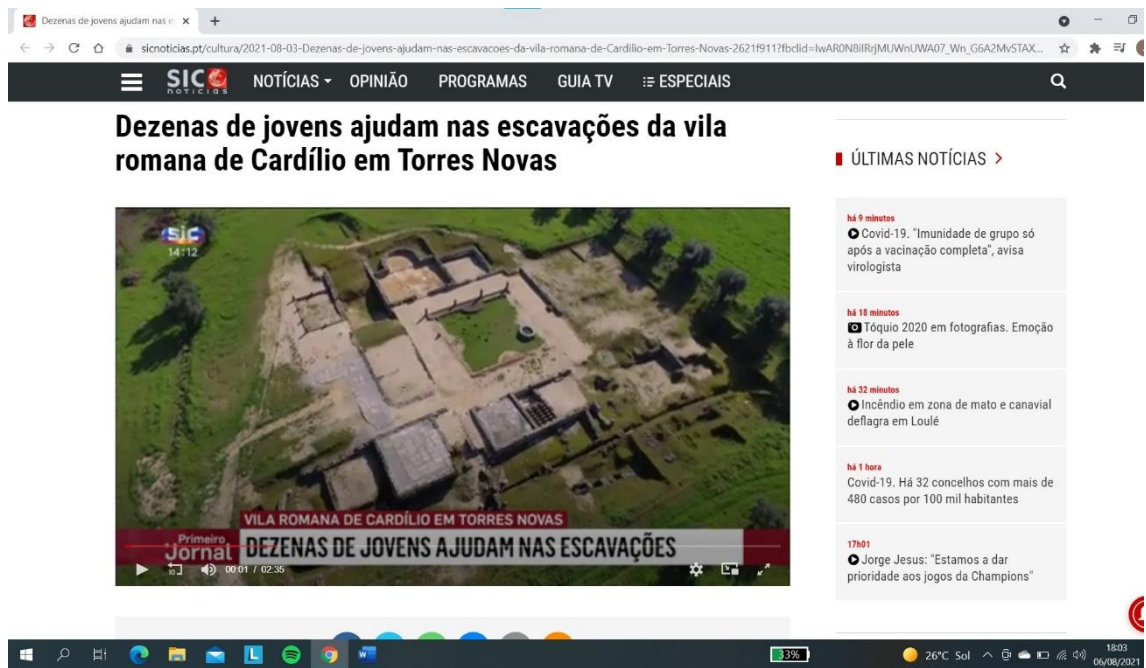 Dezenas de jovens ajudam nas e
sicnoticias.pt/cultura/2021-08-03-Dezenas-de-jovens-ajudam-nas-escavacoes-da-vila-romana-de-Cardilio-em-Torres-Novas-2621f911?fbclid=
SIC NOTÍCIAS OPINIÃO PROGRAMAS GUIA TV ESPECIAIS
NOTÍCIAS
Dezenas de jovens ajudam nas escavações da vila
romana de Cardílio em Torres Novas
SIC
14:12
VILA ROMANA DE CARDÍLIO EM TORRES NOVAS
Primeiro
Jornal DEZENAS DE JOVENS AJUDAM NAS ESCAVAÇÕES
10 00:01 / 02:35
ÚLTIMAS NOTÍCIAS >
há 9 minutos
Covid-19. "Imunidade de grupo só
após a vacinação completa", avisa
virologista
há 18 minutos
Tóquio 2020 em fotografias. Emoção
à flor da pele
há 32 minutos
Incêndio em zona de mato e canavial
deflagra em Loulé
há 1 hora
Covid-19. Há 32 concelhos com mais de
480 casos por 100 mil habitantes
17h01
Jorge Jesus: "Estamos a dar
prioridade aos jogos da Champions"
33% 26°C Sol 18:03
06/08/2021